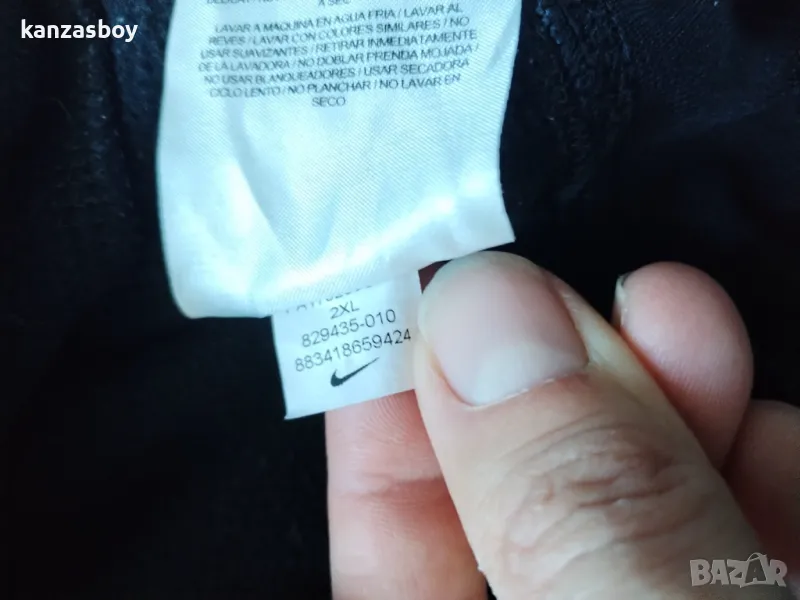 kanzasboy
A SEC
LAVAR A MAQUINA EN AGUA FRIA / LAVAR AL
REVES / LAVAR CON COLORES SIMILARES / NO
USAR SUAVIZANTES / RETIRAR INMEDIATAMENTE
DE LA LAVADORA / NO DOBLAR PRENDA MOJADA /
NO USAR BLANQUEADORES / USAR SECADORA
CICLO LENTO / NO PLANCHAR / NO LAVAR EN
SECO
2XL
829435-010
883418659424
BAZAR